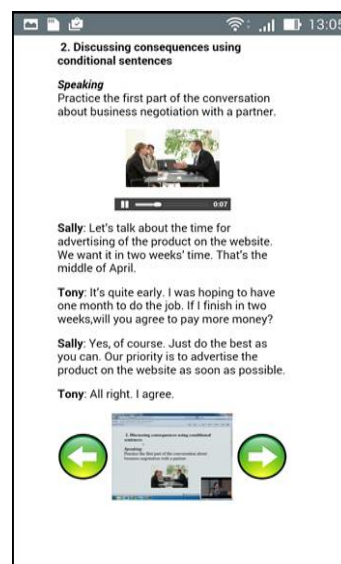 13:05
2. Discussing consequences using
conditional sentences
Speaking
Practice the first part of the conversation
about business negotiation with a partner.
0:07
Sally: Let's talk about the time for
advertising of the product on the website.
We want it in two weeks' time. That's the
middle of April.
Tony: It's quite early. I was hoping to have
one month to do the job. If I finish in two
weeks,will you agree to pay more money?
Sally: Yes, of course. Just do the best as
you can. Our priority is to advertise the
product on the website as soon as possible.
Tony: All right. I agree.
Speaking